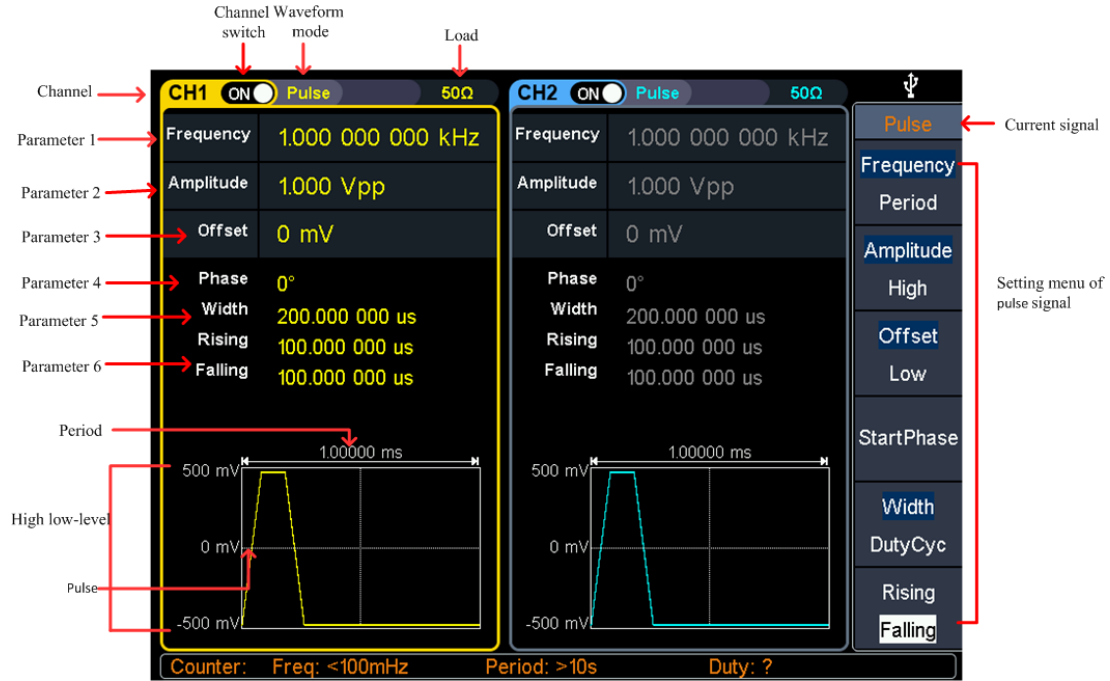 Channel Waveform
switch mode
Load
Channel
CH1 ON Pulse 50Ω
CH2 ON Pulse 50Ω
Parameter 1
Frequency 1.000 000 000 kHz
Frequency 1.000 000 000 kHz
Pulse
Current signal
Parameter 2
Amplitude 1.000 Vpp
Amplitude 1.000 Vpp
Frequency
Period
Parameter 3
Offset 0 mV
Offset 0 mV
Amplitude
High
Parameter 4
Phase 0°
Phase 0°
Setting menu of
pulse signal
Parameter 5
Width 200.000 000 us
Width 200.000 000 us
Rising 100.000 000 us
Rising 100.000 000 us
Offset
Low
Parameter 6
Falling 100.000 000 us
Falling 100.000 000 us
Period
StartPhase
1.00000 ms
1.00000 ms
500 mV
500 mV
High low-level
Width
DutyCyc
0 mV
0 mV
Pulse
Rising
Falling
-500 mV
-500 mV
Counter: Freq: <100mHz Period: >10s Duty: ?